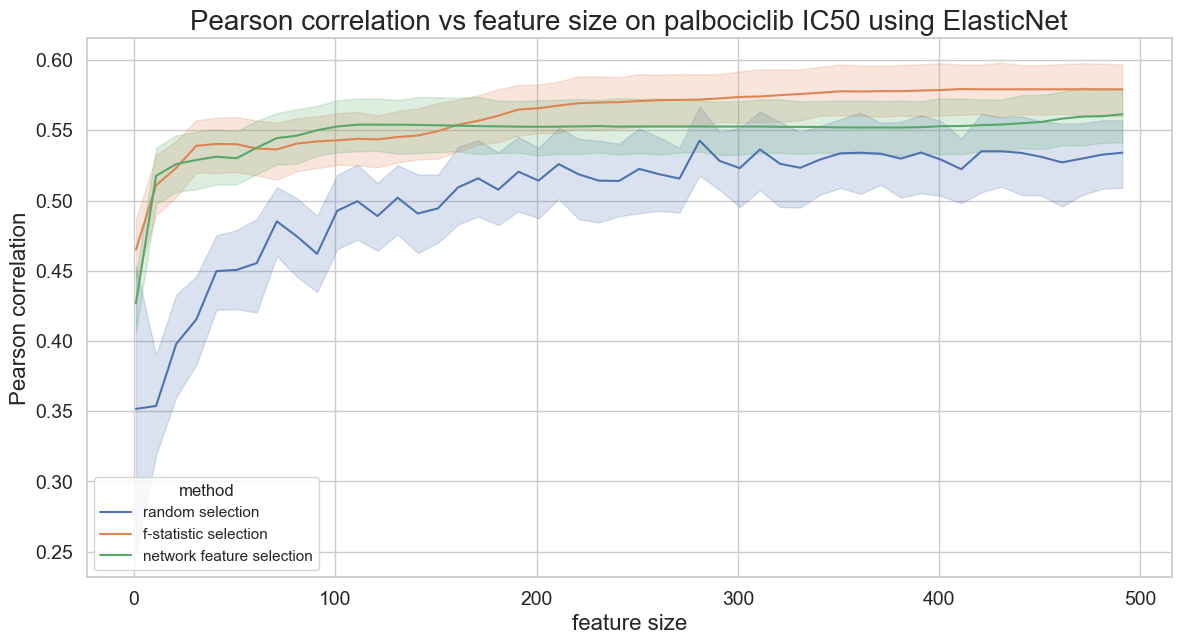 Pearson correlation vs feature size on palbociclib IC50 using ElasticNet
Pearson correlation
0.60
0.55
0.50
0.45
0.40
0.35
0.30
0.25
method
random selection
f-statistic selection
network feature selection
0
100
200
300
400
500
feature size